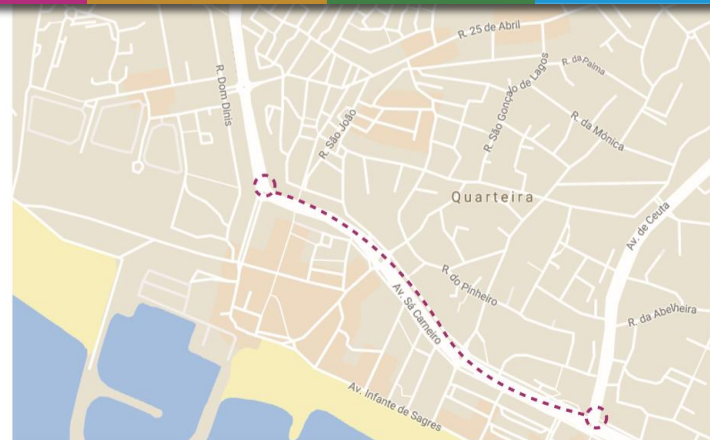 R. 25 de Abril
R. da Palma
R. Dom Dinis
R. São João
R. São Gonçalo de Lagos
R. da Mónica
Quarteira
Av. de Ceuta
R. do Pinheiro
Av. Sá Carneiro
R. da Abelheira
Av. Infante de Sagres